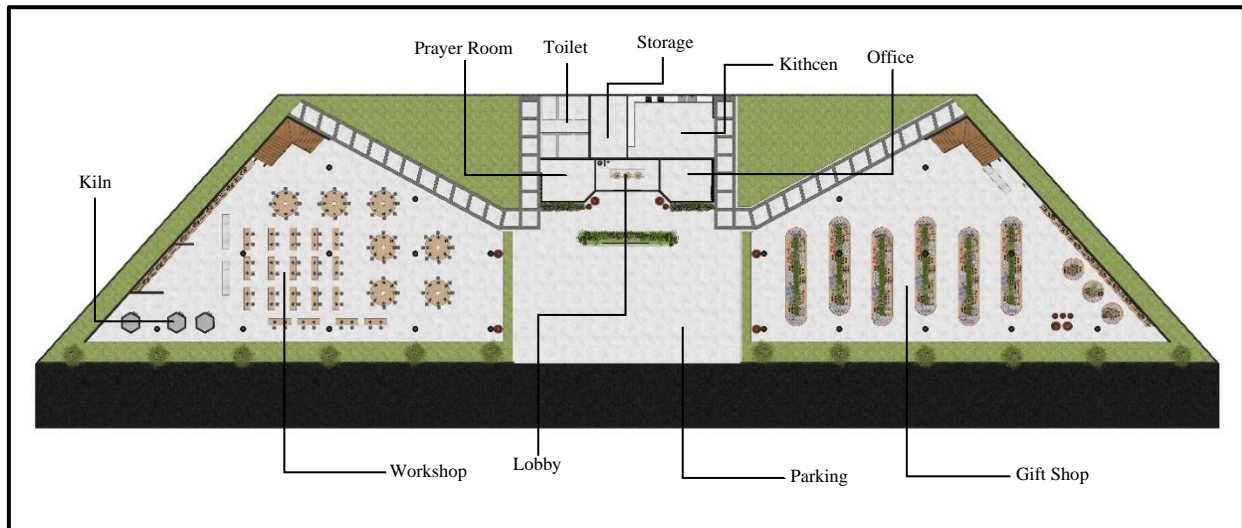 Prayer Room
Toilet
Storage
Kithcen
Office
Kiln
Workshop
Lobby
Parking
Gift Shop